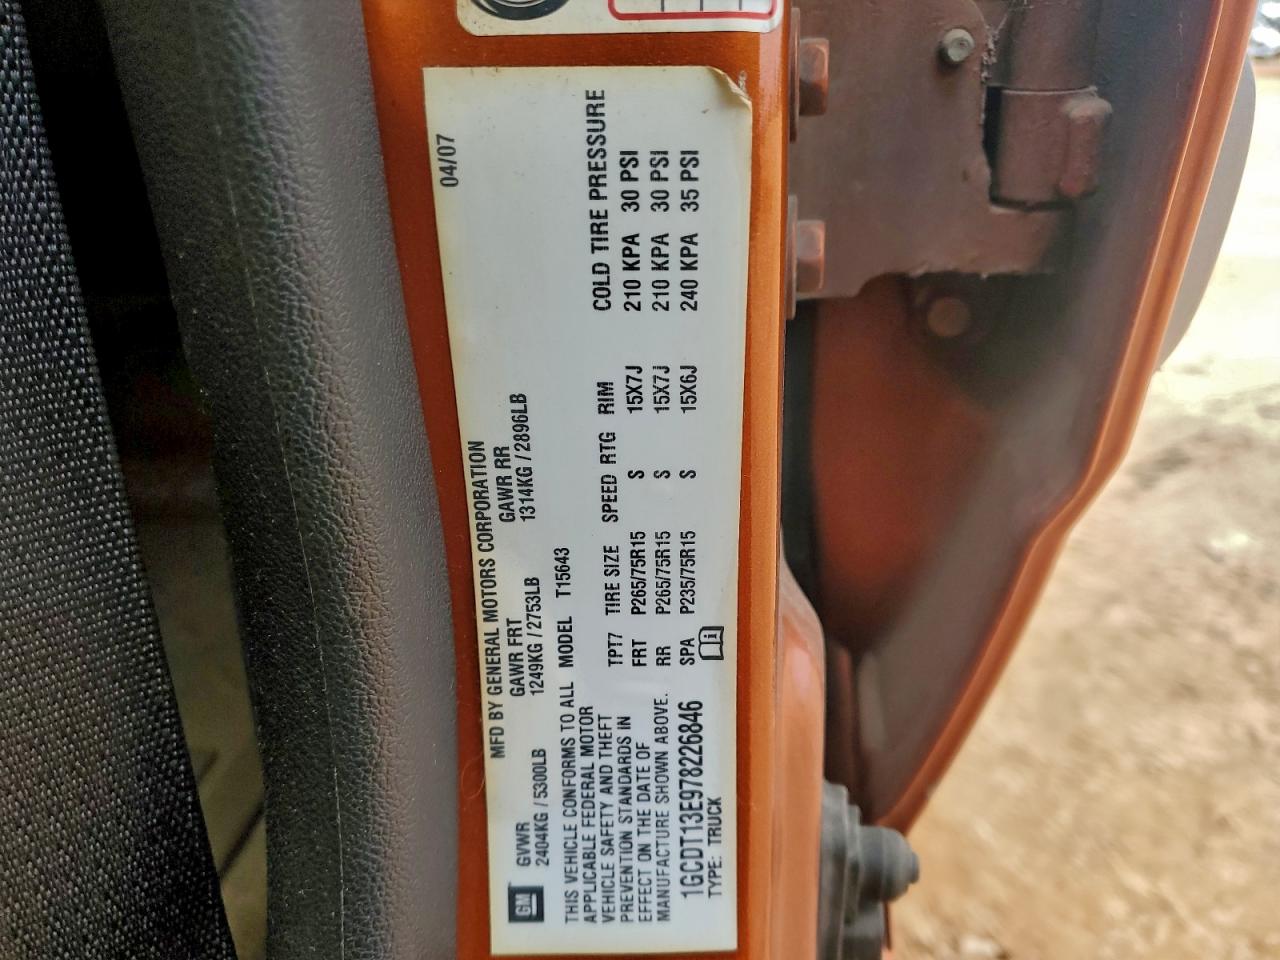 04/07
MFD BY GENERAL MOTORS CORPORATION
GM
GVWR GAWR FRT GAWR RR
2404KG / 5300LB 1249KG / 2753LB 1314KG / 2896LB
THIS VEHICLE CONFORMS TO ALL
APPLICABLE FEDERAL MOTOR
VEHICLE SAFETY AND THEFT
PREVENTION STANDARDS IN
EFFECT ON THE DATE OF
MANUFACTURE SHOWN ABOVE.
1GCDT13E978226846
TYPE: TRUCK
MODEL T15643
TPT7 TIRE SIZE SPEED RTG RIM COLD TIRE PRESSURE
FRT P265/75R15 S 15X7J 210 KPA 30 PSI
RR P265/75R15 S 15X7J 210 KPA 30 PSI
SPA P235/75R15 S 15X6J 240 KPA 35 PSI